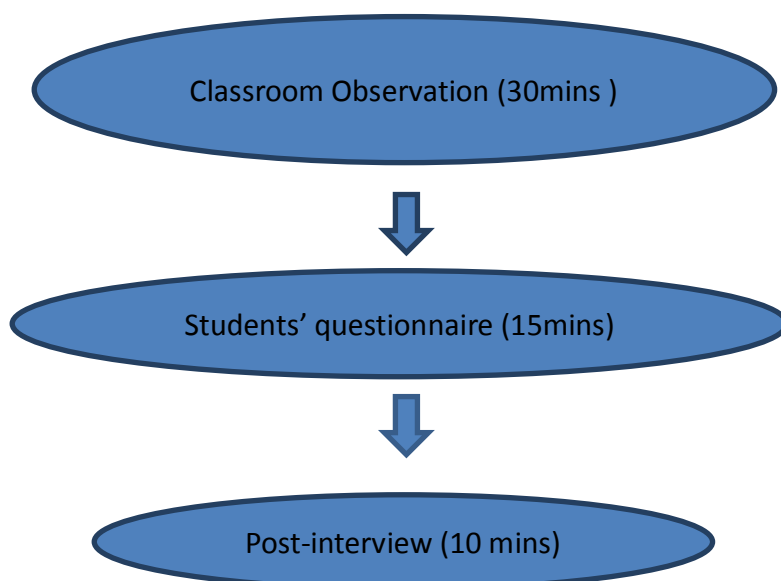 Classroom Observation (30mins )
Students’ questionnaire (15mins)
Post-interview (10 mins)